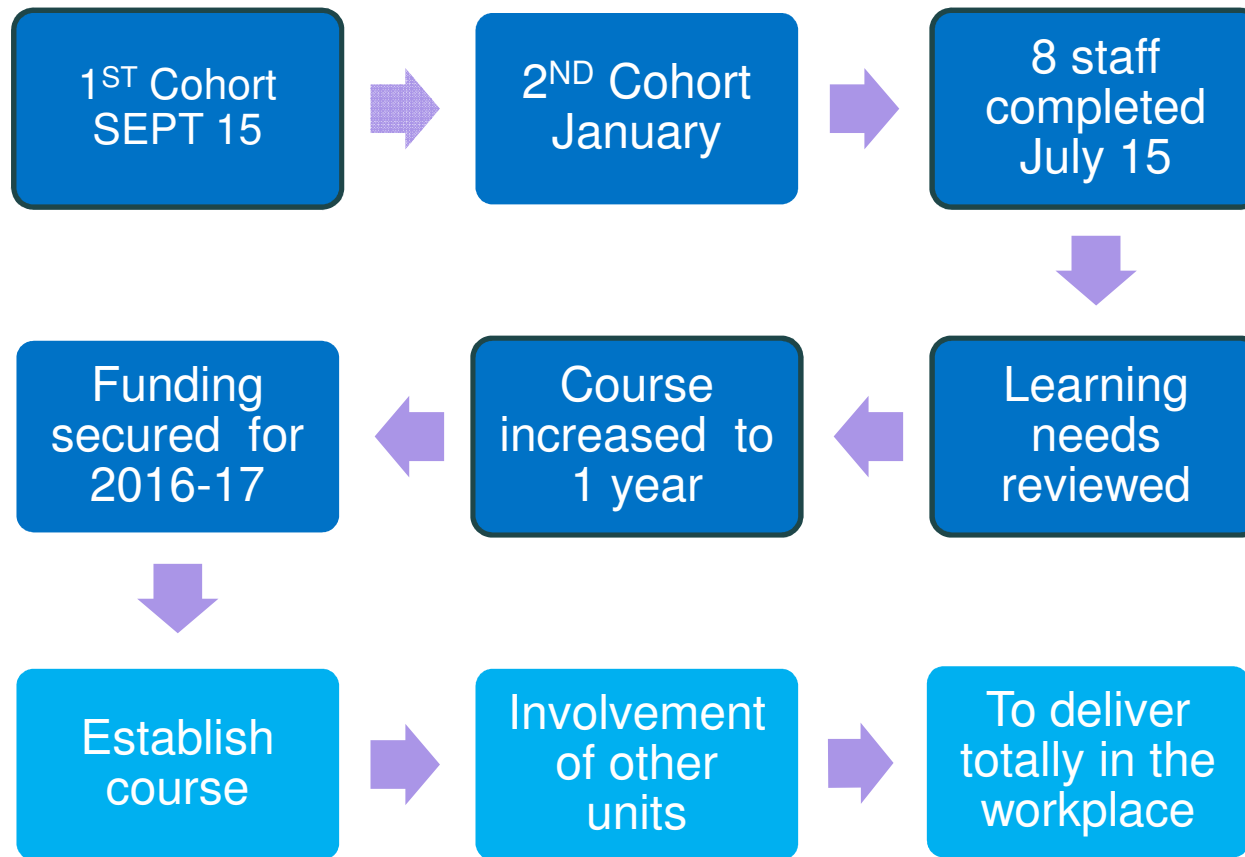 1ST Cohort
SEPT 15
2ND Cohort
January
8 staff
completed
July 15
Learning
needs
reviewed
Course
increased to
1 year
Funding
secured for
2016-17
Establish
course
Involvement
of other
units
To deliver
totally in the
workplace